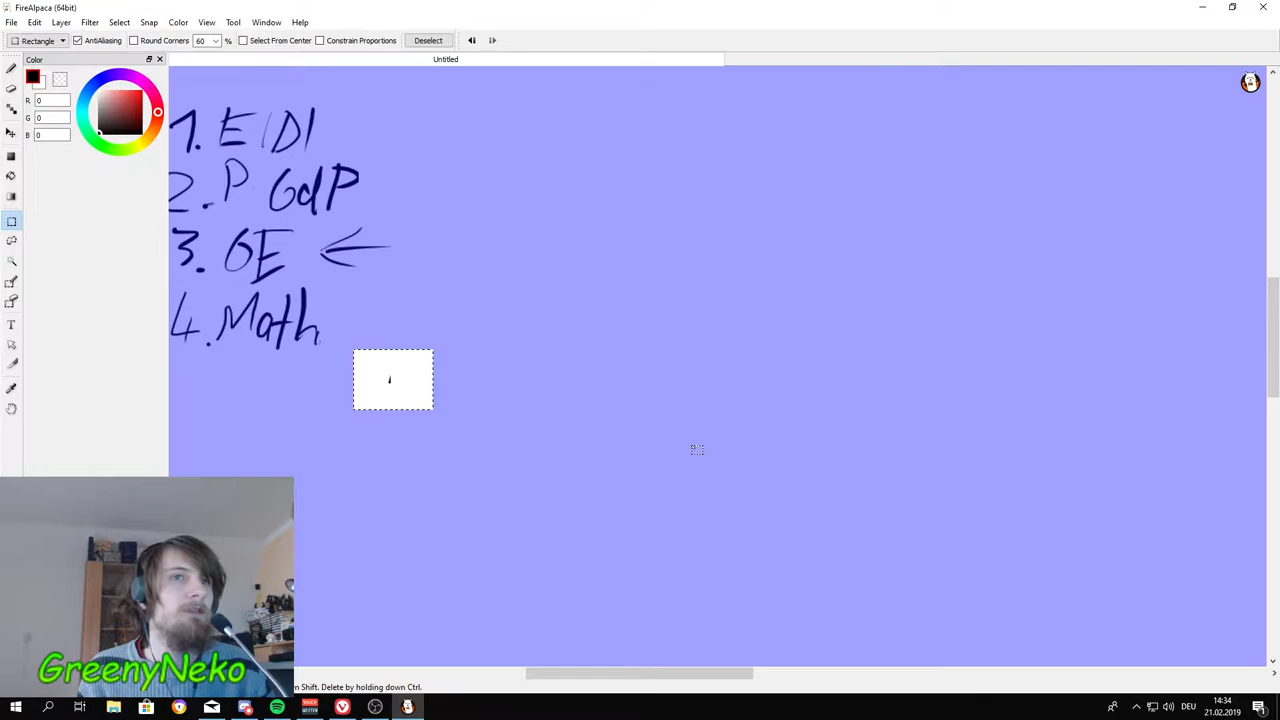 FireAlpaca (64bit)
File Edit Layer Filter Select Snap Color View Tool Window Help
Rectangle AntiAliasing Round Corners 60 % Select From Center Constrain Proportions Deselect
Color
Untitled
R 0
G 0
B 0
1. EIDI
2. P GdP
3. OE
4. Math
GreenyNeko
n Shift. Delete by holding down Ctrl.
DEU
14:34
21.02.2019